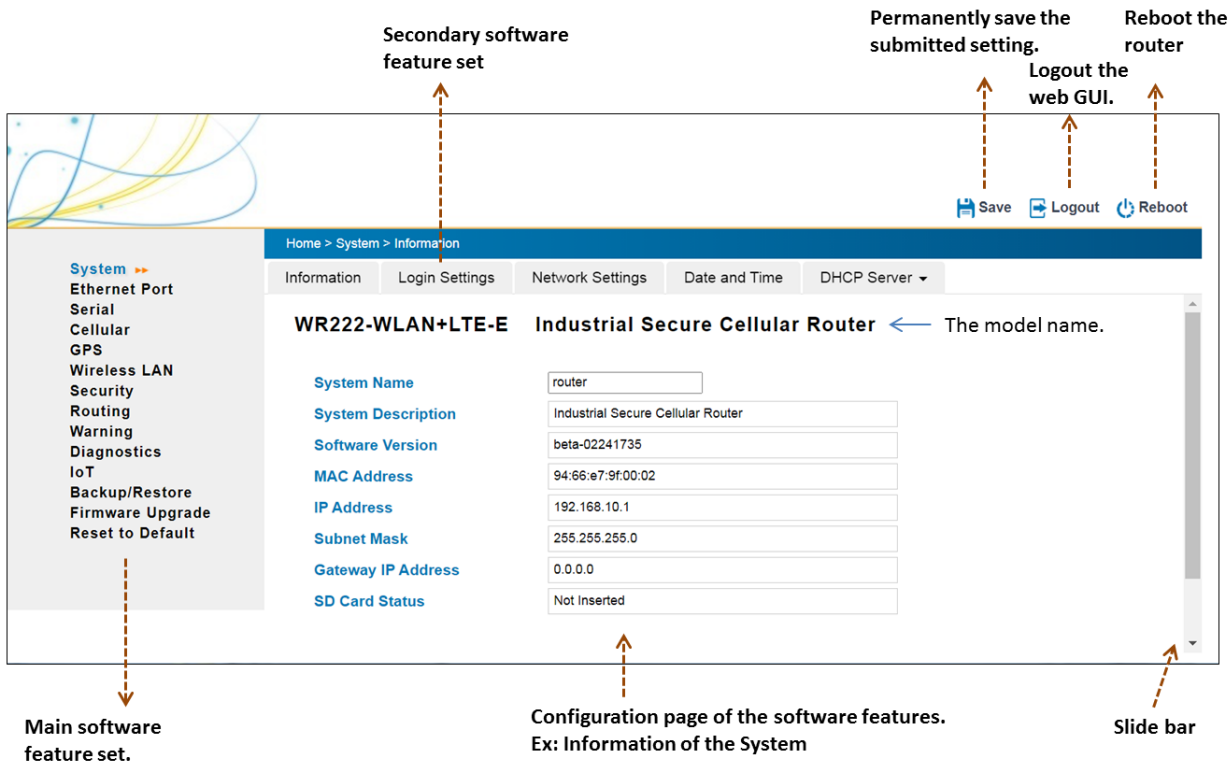 Secondary software
feature set
Permanently save the
submitted setting.
Reboot the
router
Logout the
web GUI.
Save
Logout
Reboot
Home > System > Information
System
Ethernet Port
Serial
Cellular
GPS
Wireless LAN
Security
Routing
Warning
Diagnostics
IoT
Backup/Restore
Firmware Upgrade
Reset to Default
Information
Login Settings
Network Settings
Date and Time
DHCP Server
WR222-WLAN+LTE-E Industrial Secure Cellular Router
The model name.
System Name router
System Description Industrial Secure Cellular Router
Software Version beta-02241735
MAC Address 94:66:e7:9f:00:02
IP Address 192.168.10.1
Subnet Mask 255.255.255.0
Gateway IP Address 0.0.0.0
SD Card Status Not Inserted
Main software
feature set.
Configuration page of the software features.
Ex: Information of the System
Slide bar